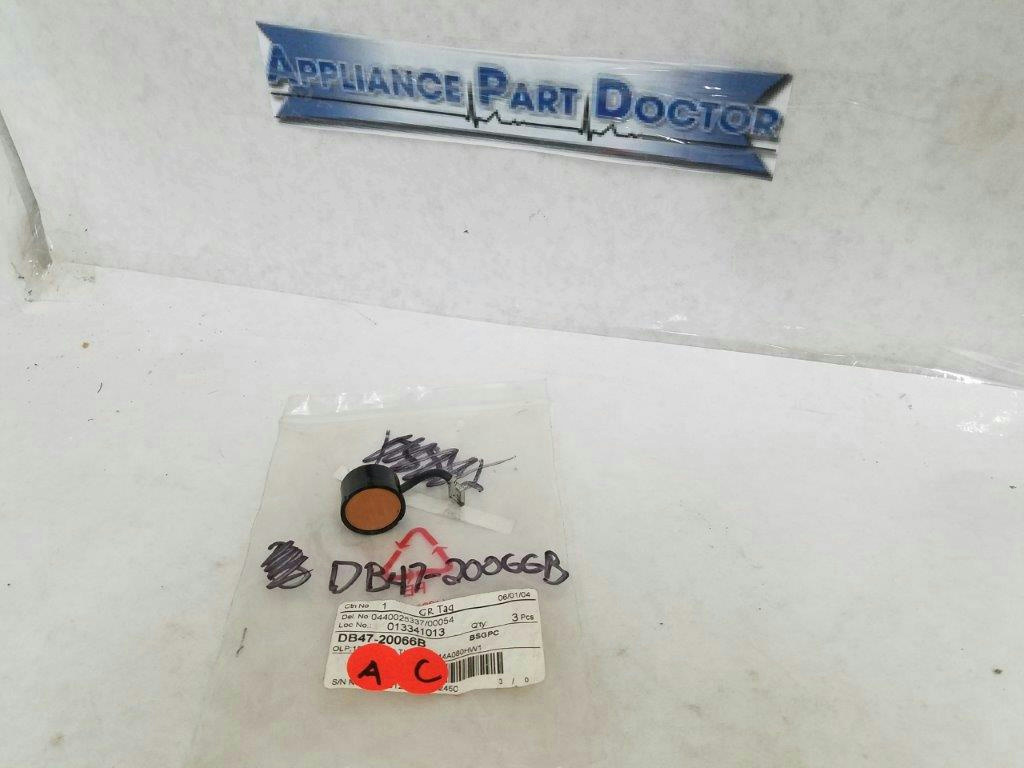 APPLIANCE PART DOCTOR
DB47-20066B
Ctn No 1 GR Tag 06/01/04
Del. No 0440025337/00054
Loc No.: 013341013 Qty 3 Pcs
DB47-20066B BSGPC
A C
S/N